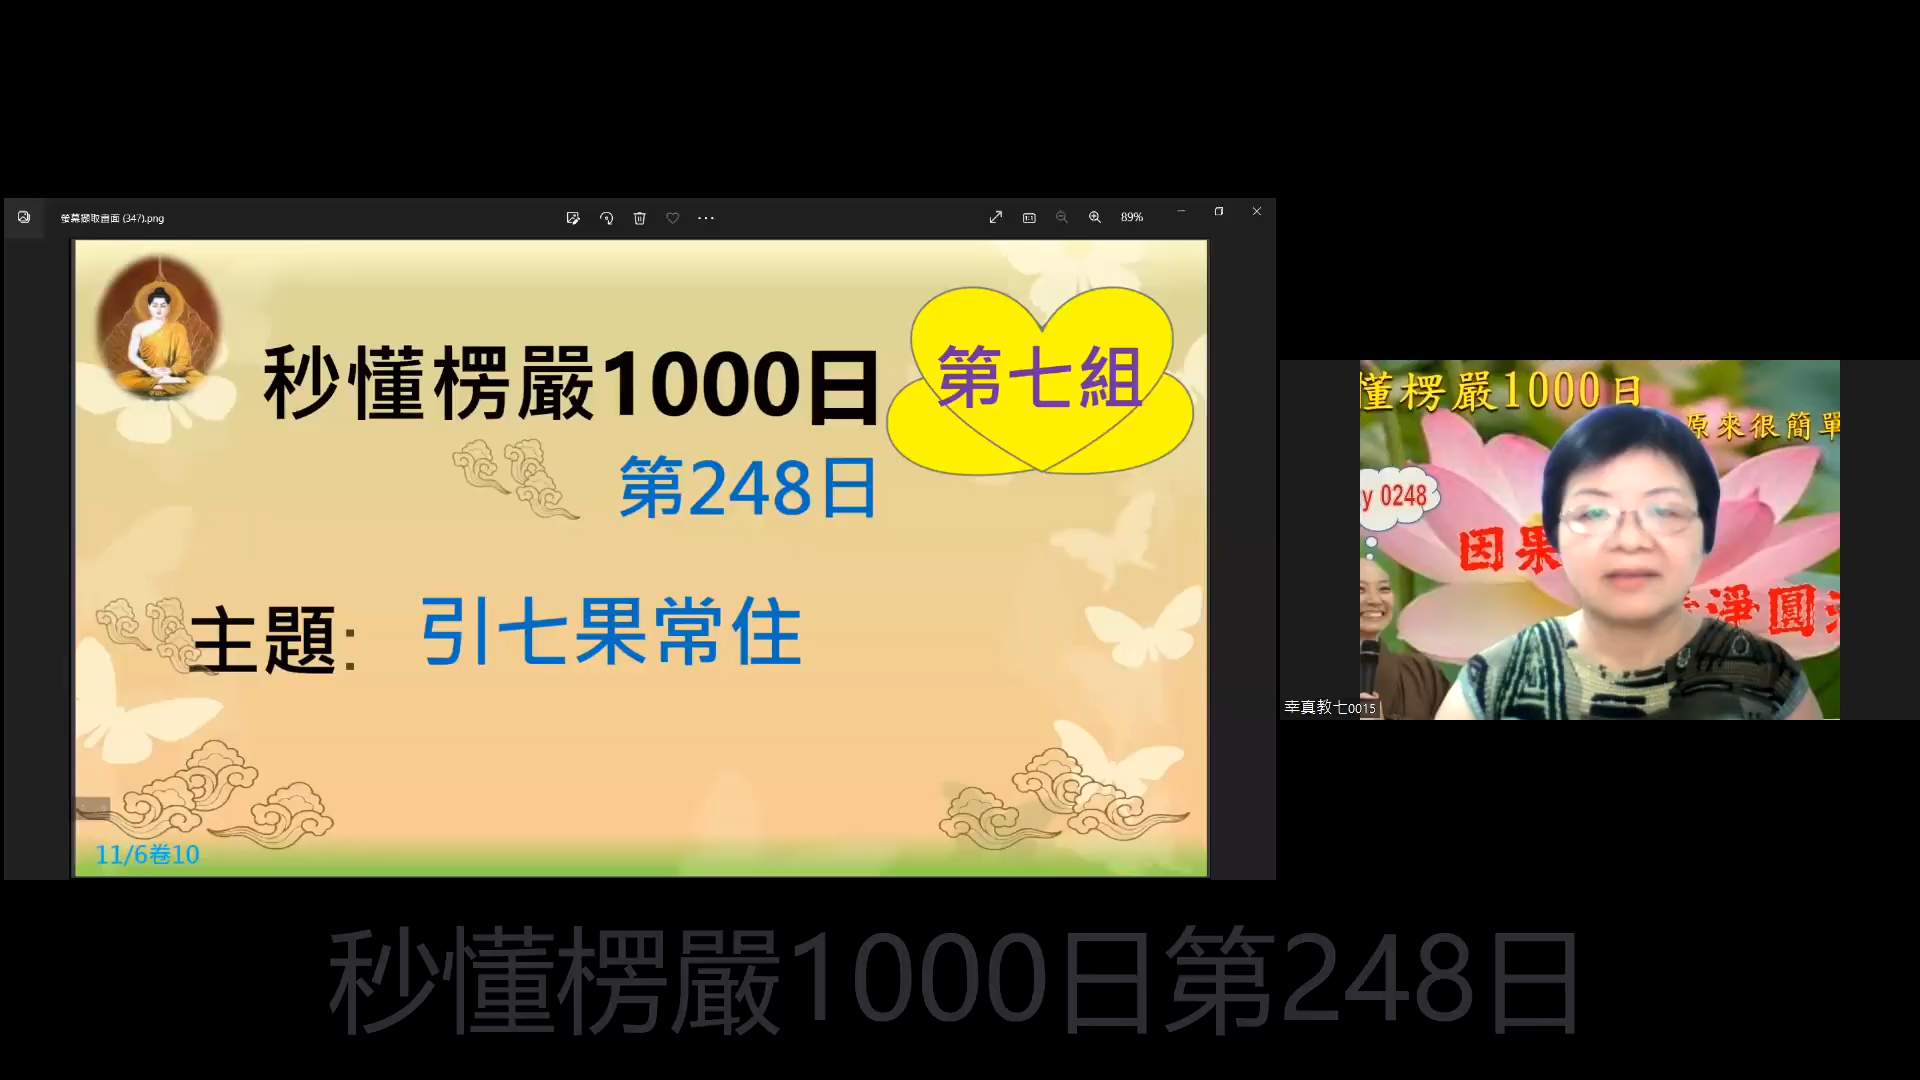 螢幕擷取畫面 (347).png
89%
秒懂楞嚴1000日
第七組
第248日
主題:
引七果常住
11/6卷10
懂楞嚴1000日
原來很簡單
y 0248
因果
淨圓
幸真教七0015
秒懂楞嚴1000日第248日